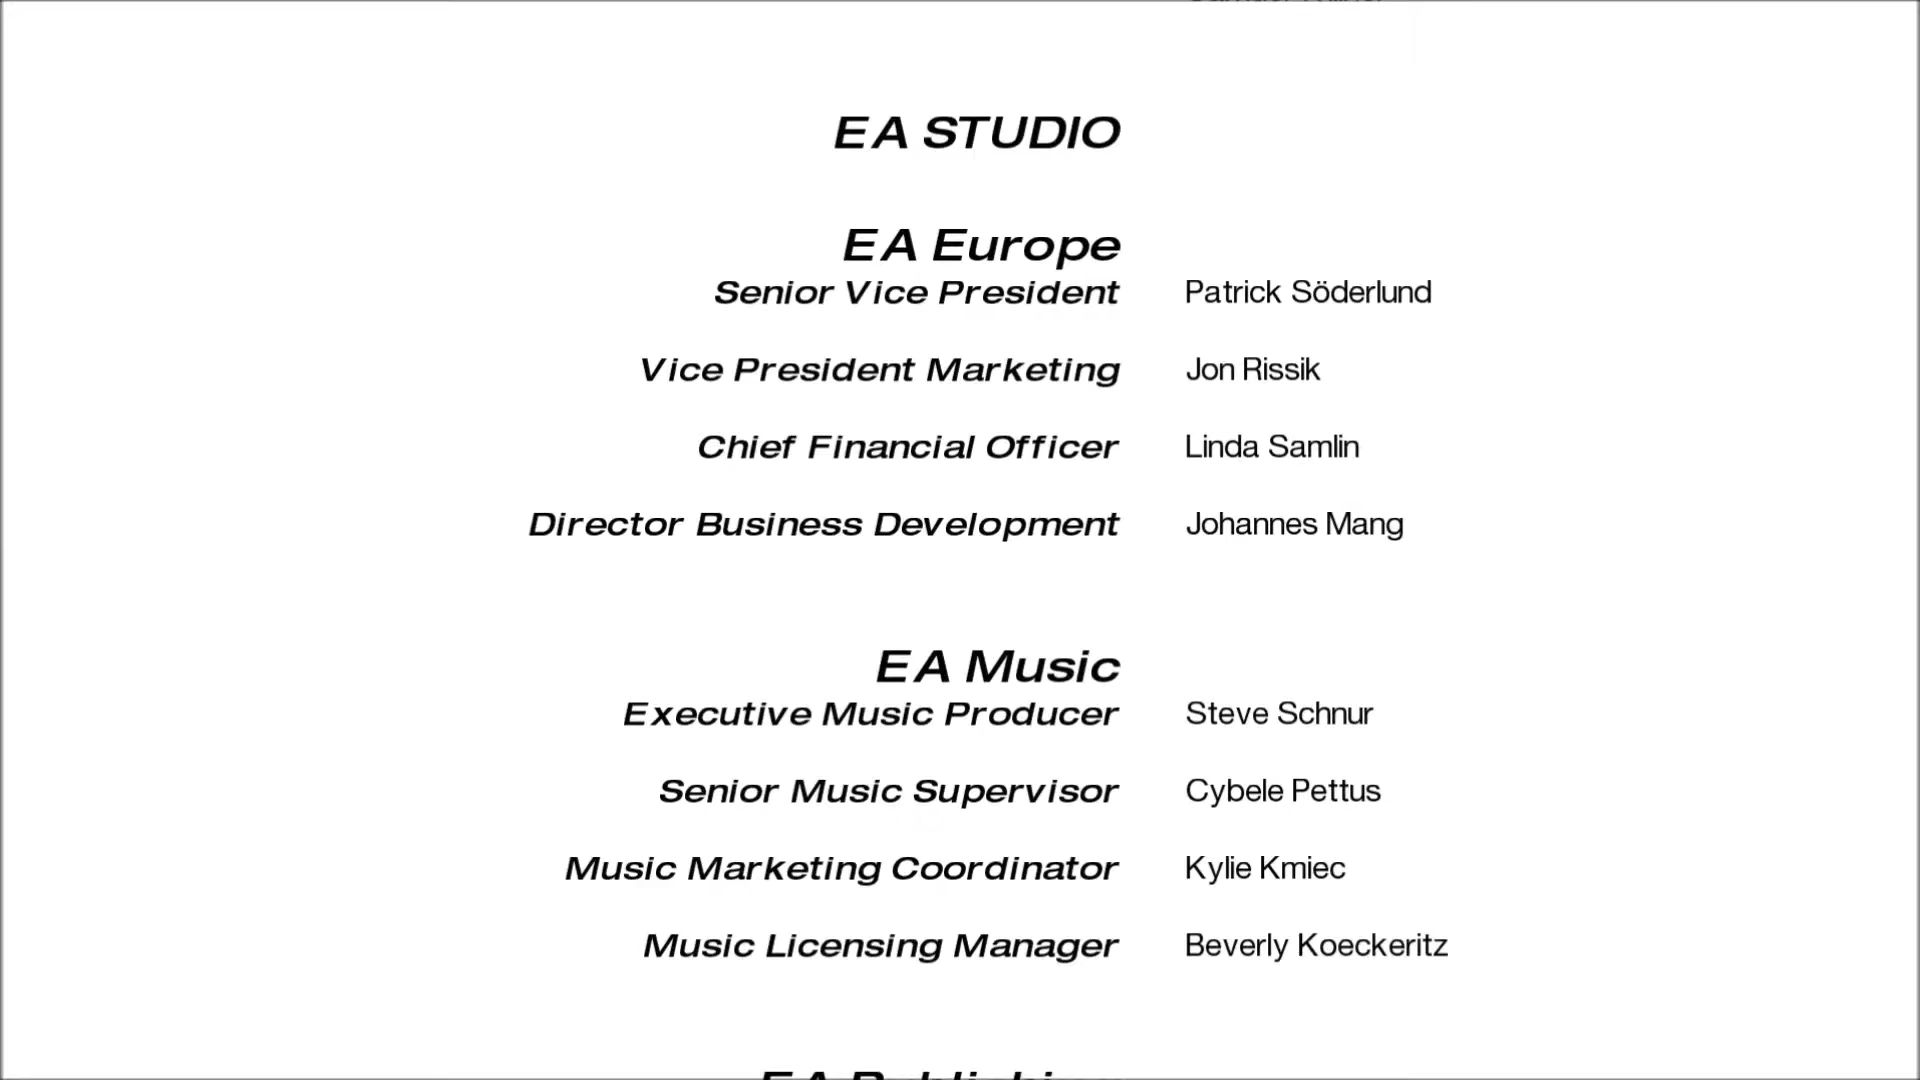 EA STUDIO
EA Europe
Senior Vice President Patrick Söderlund
Vice President Marketing Jon Rissik
Chief Financial Officer Linda Samlin
Director Business Development Johannes Mang
EA Music
Executive Music Producer Steve Schnur
Senior Music Supervisor Cybele Pettus
Music Marketing Coordinator Kylie Kmiec
Music Licensing Manager Beverly Koeckeritz
EA Publishing